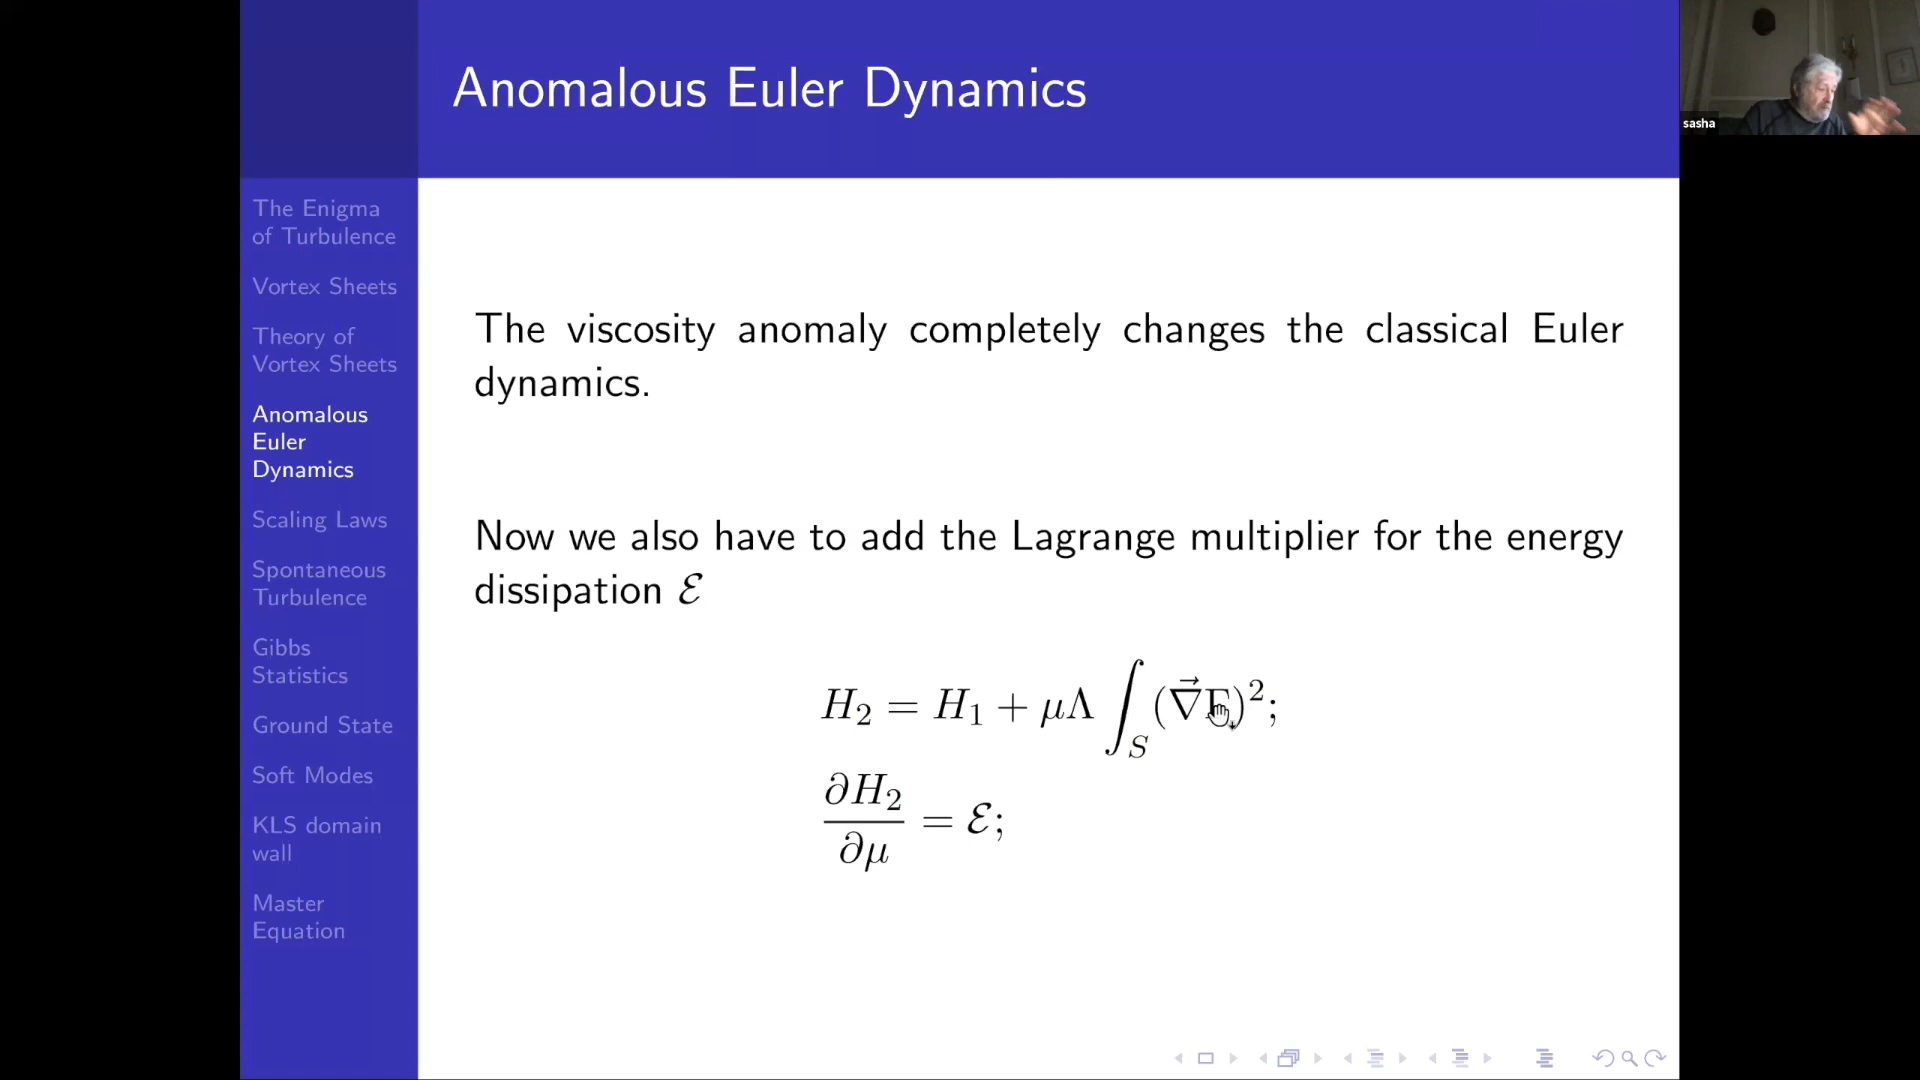 Anomalous Euler Dynamics
sasha
The Enigma
of Turbulence
Vortex Sheets
Theory of
Vortex Sheets
Anomalous
Euler
Dynamics
Scaling Laws
Spontaneous
Turbulence
Gibbs
Statistics
Ground State
Soft Modes
KLS domain
wall
Master
Equation
The viscosity anomaly completely changes the classical Euler
dynamics.
Now we also have to add the Lagrange multiplier for the energy
dissipation ℰ
H₂ = H₁ + μΛ ∫_S (∇⃗Γ)²;
∂H₂/∂μ = ℰ;